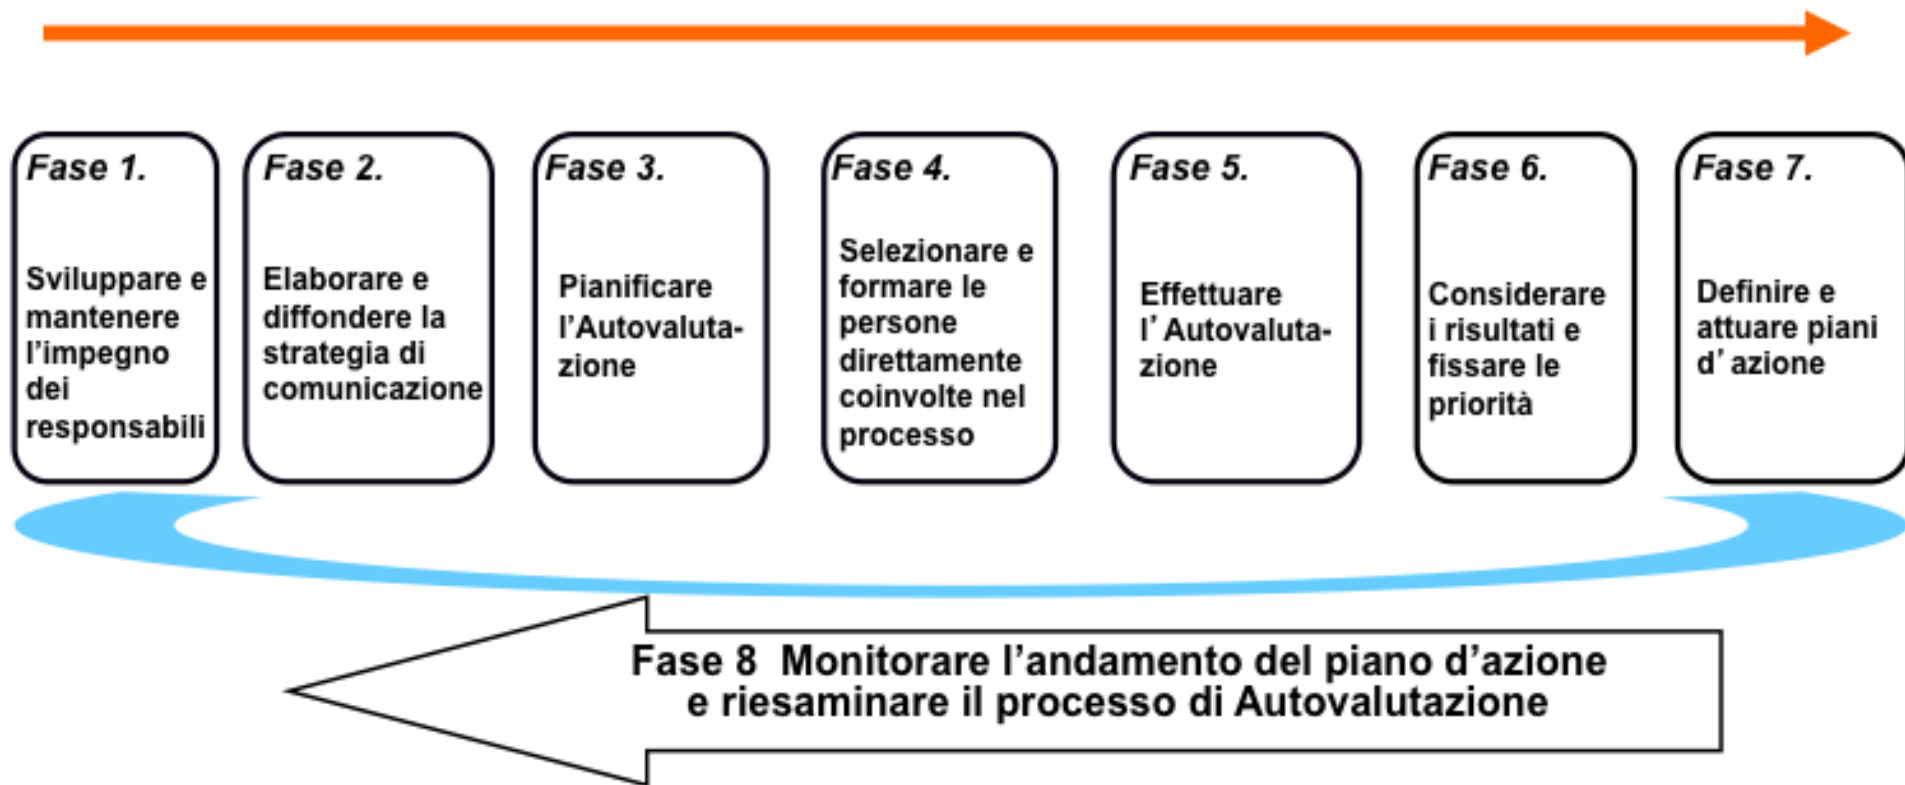 Fase 1.
Sviluppare e
mantenere
l’impegno
dei
responsabili
Fase 2.
Elaborare e
diffondere la
strategia di
comunicazione
Fase 3.
Pianificare
l’Autovaluta-
zione
Fase 4.
Selezionare e
formare le
persone
direttamente
coinvolte nel
processo
Fase 5.
Effettuare
l’Autovaluta-
zione
Fase 6.
Considerare
i risultati e
fissare le
priorità
Fase 7.
Definire e
attuare piani
d’azione
Fase 8 Monitorare l’andamento del piano d’azione
e riesaminare il processo di Autovalutazione